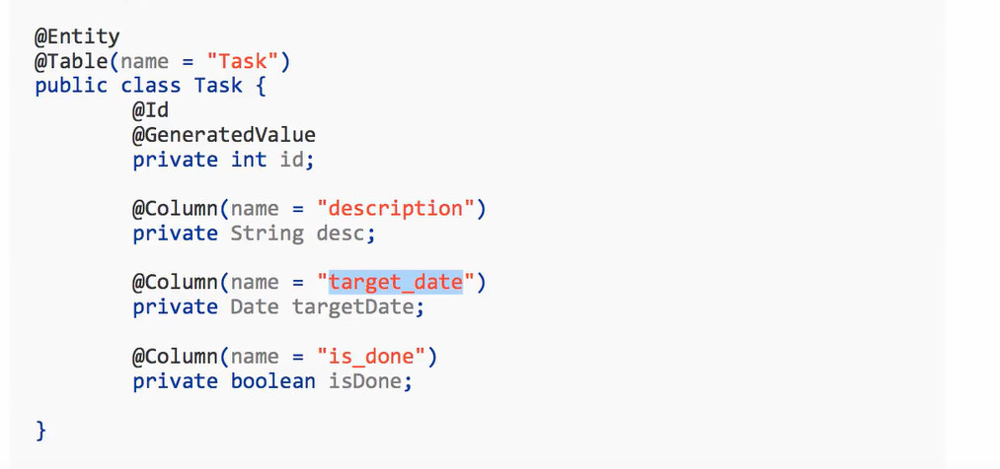 @Entity
@Table(name = "Task")
public class Task {
@Id
@GeneratedValue
private int id;
@Column(name = "description")
private String desc;
@Column(name = "target_date")
private Date targetDate;
@Column(name = "is_done")
private boolean isDone;
}